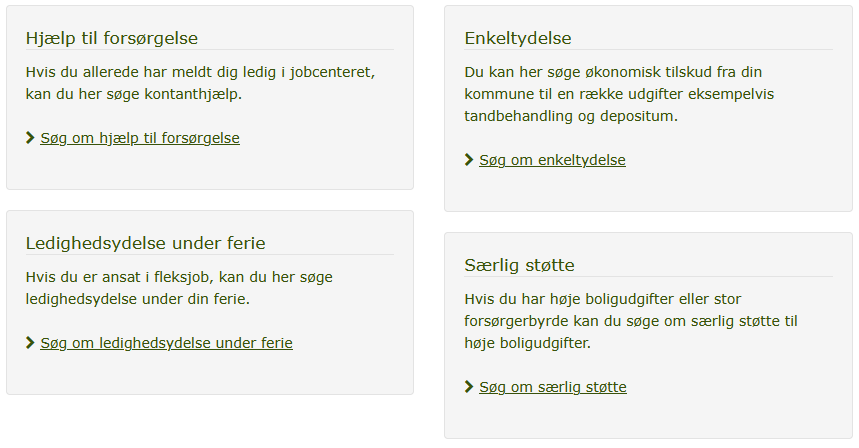 Hjælp til forsørgelse
Hvis du allerede har meldt dig ledig i jobcenteret,
kan du her søge kontanthjælp.
Søg om hjælp til forsørgelse
Ledighedsydelse under ferie
Hvis du er ansat i fleksjob, kan du her søge
ledighedsydelse under din ferie.
Søg om ledighedsydelse under ferie
Enkeltydelse
Du kan her søge økonomisk tilskud fra din
kommune til en række udgifter eksempelvis
tandbehandling og depositum.
Søg om enkeltydelse
Særlig støtte
Hvis du har høje boligudgifter eller stor
forsørgerbyrde kan du søge om særlig støtte til
høje boligudgifter.
Søg om særlig støtte